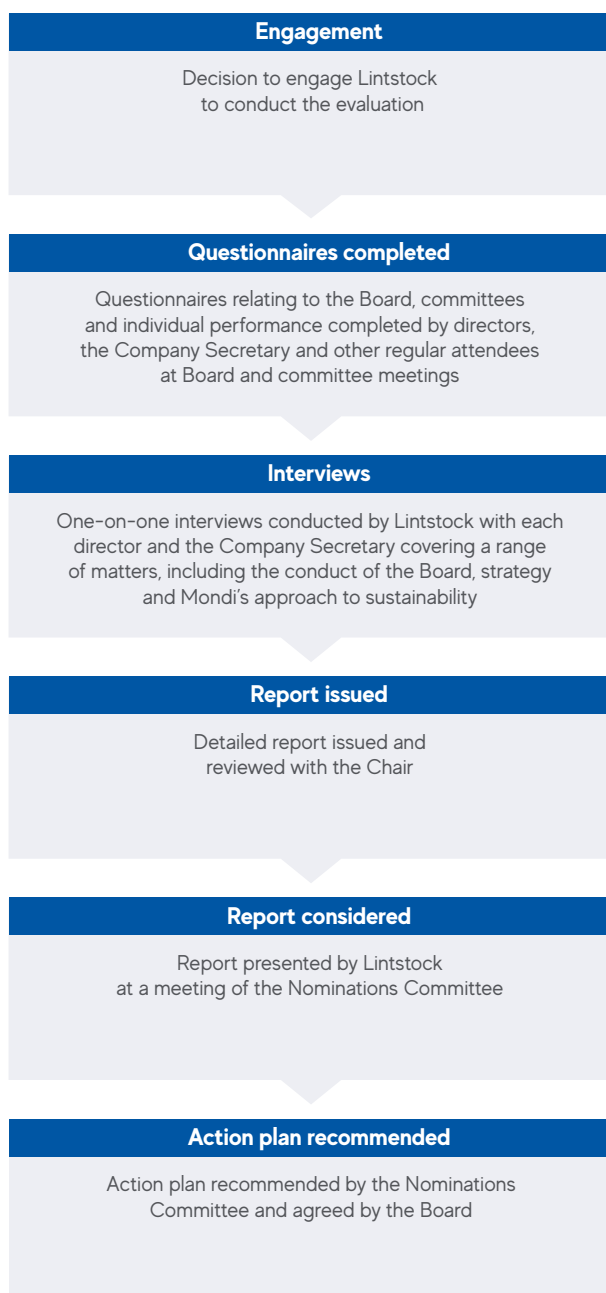 Engagement
Decision to engage Lintstock
to conduct the evaluation
Questionnaires completed
Questionnaires relating to the Board, committees
and individual performance completed by directors,
the Company Secretary and other regular attendees
at Board and committee meetings
Interviews
One-on-one interviews conducted by Lintstock with each
director and the Company Secretary covering a range
of matters, including the conduct of the Board, strategy
and Mondi’s approach to sustainability
Report issued
Detailed report issued and
reviewed with the Chair
Report considered
Report presented by Lintstock
at a meeting of the Nominations Committee
Action plan recommended
Action plan recommended by the Nominations
Committee and agreed by the Board